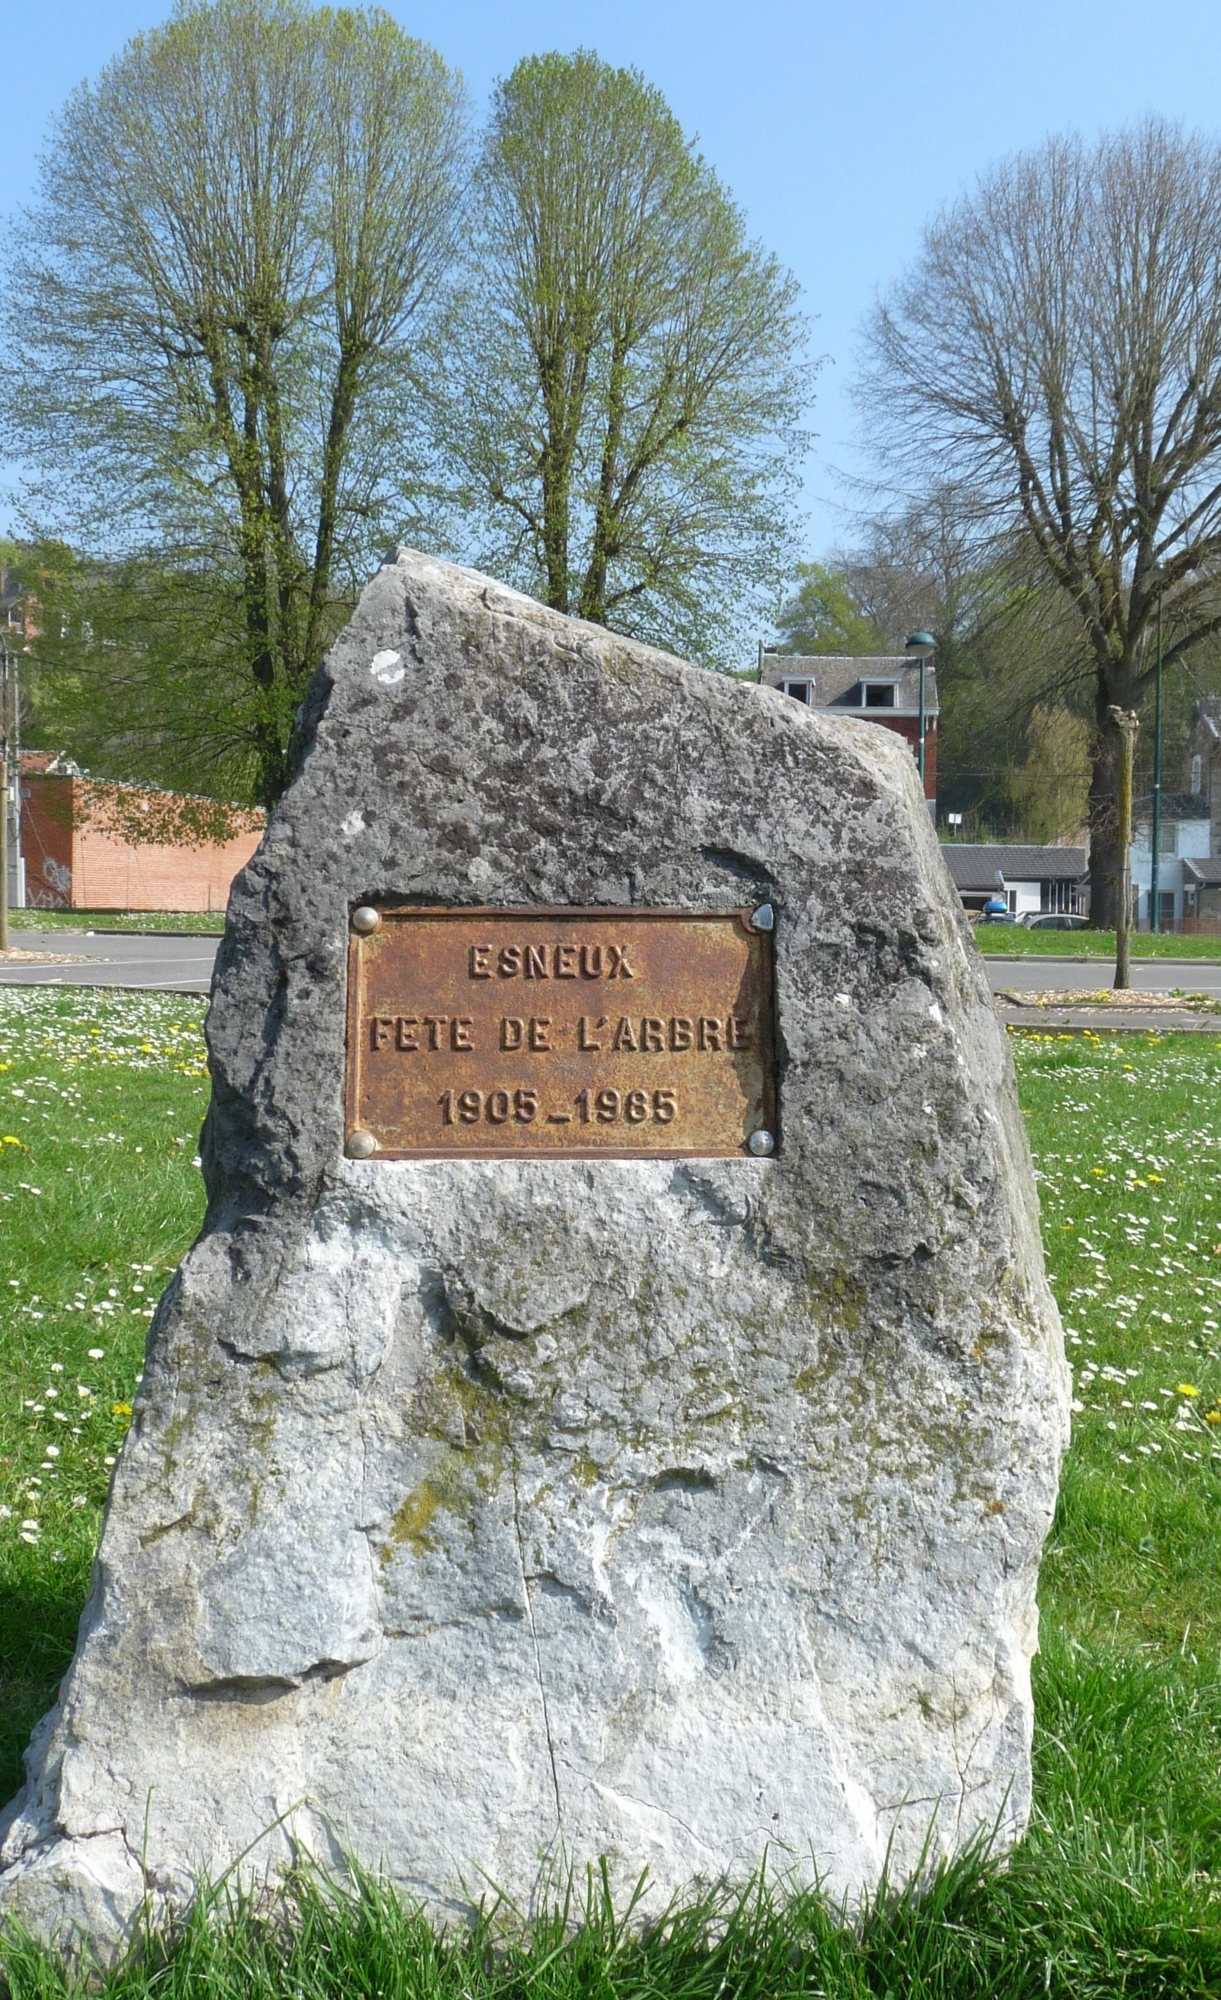 ESNEUX
FETE DE L'ARBRE
1905_1985